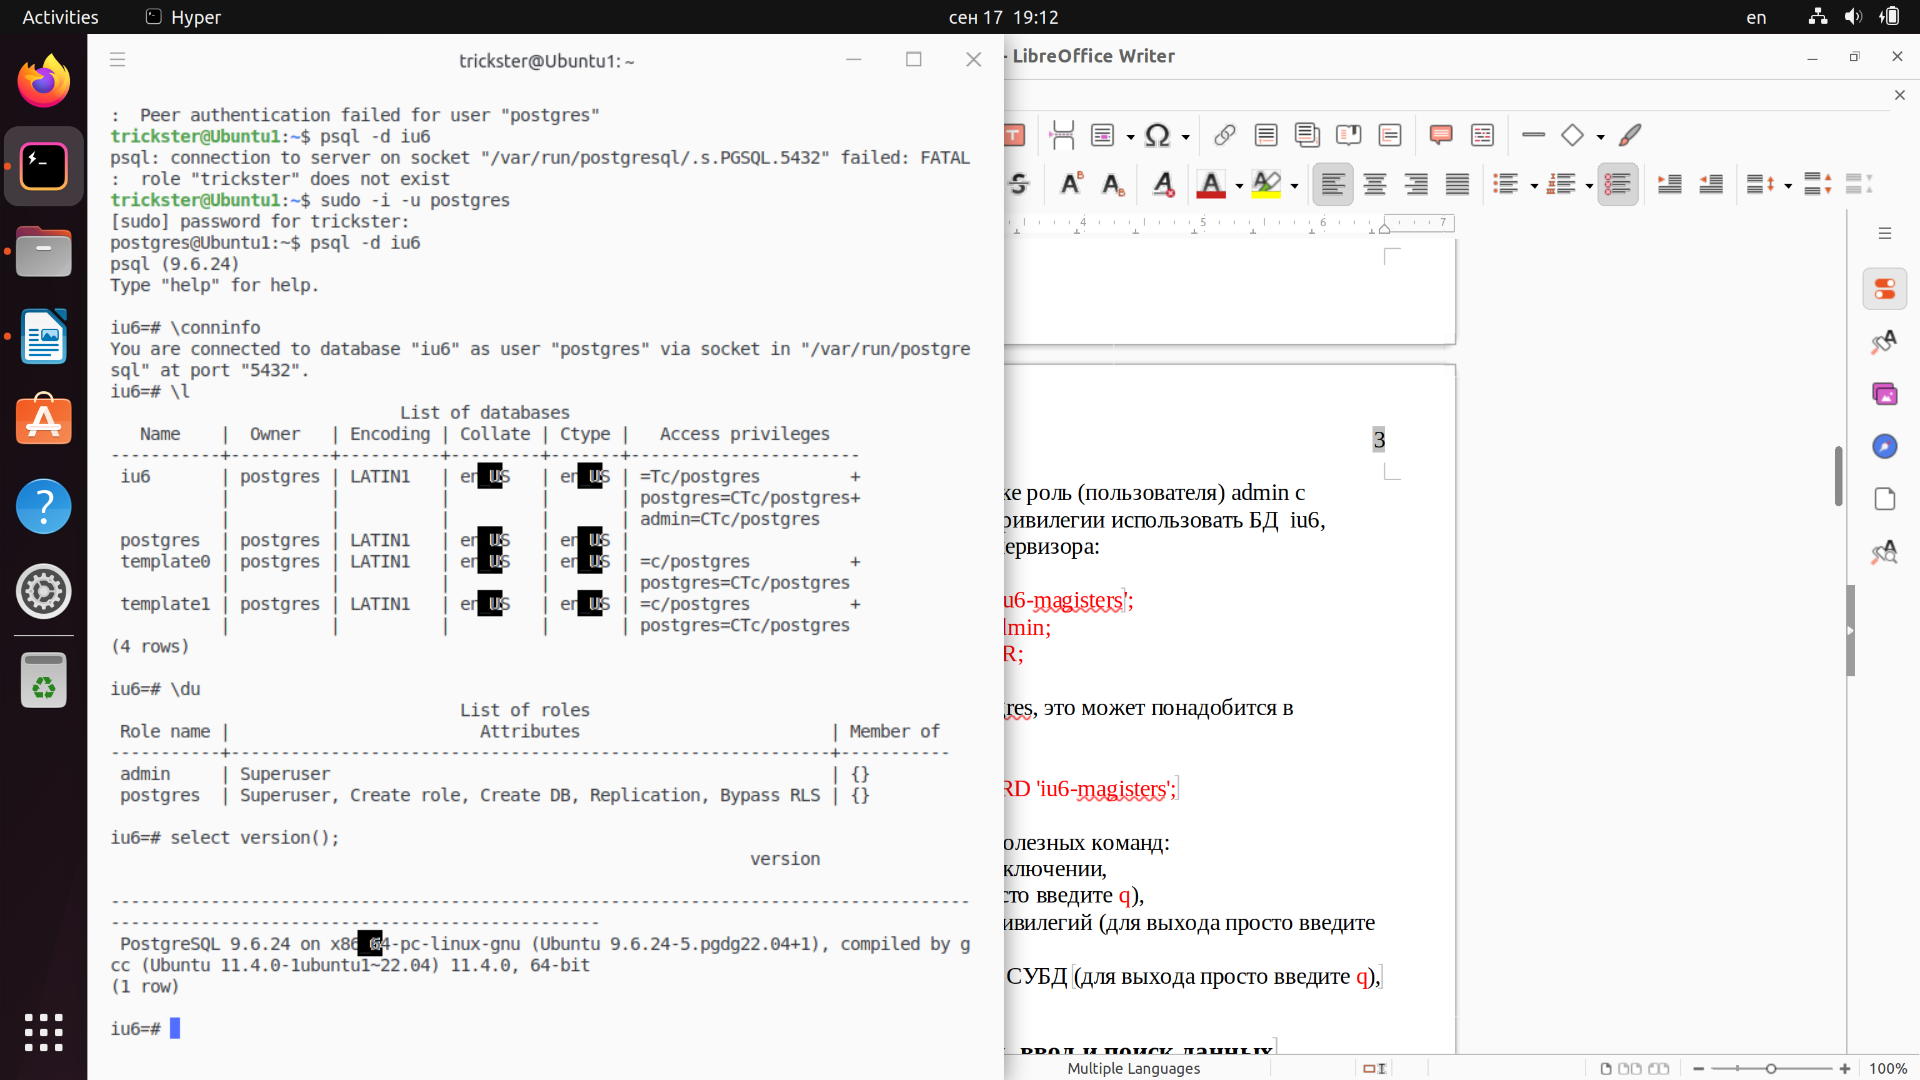 Activities
Hyper
сен 17  19:12
en
trickster@Ubuntu1: ~
:  Peer authentication failed for user "postgres"
trickster@Ubuntu1:~$ psql -d iu6
psql: connection to server on socket "/var/run/postgresql/.s.PGSQL.5432" failed: FATAL
:  role "trickster" does not exist
trickster@Ubuntu1:~$ sudo -i -u postgres
[sudo] password for trickster:
postgres@Ubuntu1:~$ psql -d iu6
psql (9.6.24)
Type "help" for help.
iu6=# \conninfo
You are connected to database "iu6" as user "postgres" via socket in "/var/run/postgre
sql" at port "5432".
iu6=# \l
List of databases
Name | Owner | Encoding | Collate | Ctype | Access privileges
-----------+----------+----------+---------+-------+-----------------------
iu6 | postgres | LATIN1 | en_US | en_US | =Tc/postgres +
| | | | | postgres=CTc/postgres+
| | | | | admin=CTc/postgres
postgres | postgres | LATIN1 | en_US | en_US |
template0 | postgres | LATIN1 | en_US | en_US | =c/postgres +
| | | | | postgres=CTc/postgres
template1 | postgres | LATIN1 | en_US | en_US | =c/postgres +
| | | | | postgres=CTc/postgres
(4 rows)
iu6=# \du
List of roles
Role name | Attributes | Member of
-----------+------------------------------------------------------------+-----------
admin | Superuser | {}
postgres | Superuser, Create role, Create DB, Replication, Bypass RLS | {}
iu6=# select version();
version
--------------------------------------------------------------------------------------
-------------------------------------------------
PostgreSQL 9.6.24 on x86_64-pc-linux-gnu (Ubuntu 9.6.24-5.pgdg22.04+1), compiled by g
cc (Ubuntu 11.4.0-1ubuntu1~22.04) 11.4.0, 64-bit
(1 row)
iu6=#
- LibreOffice Writer
4 5 6 7
3
же роль (пользователя) admin с
ривилегии использовать БД  iu6,
ервизора:
u6-magisters';
lmin;
R;
res, это может понадобится в
RD 'iu6-magisters';
олезных команд:
ключении,
сто введите q),
ивилегий (для выхода просто введите
СУБД (для выхода просто введите q),
, ввод и поиск данных
Multiple Languages
100%